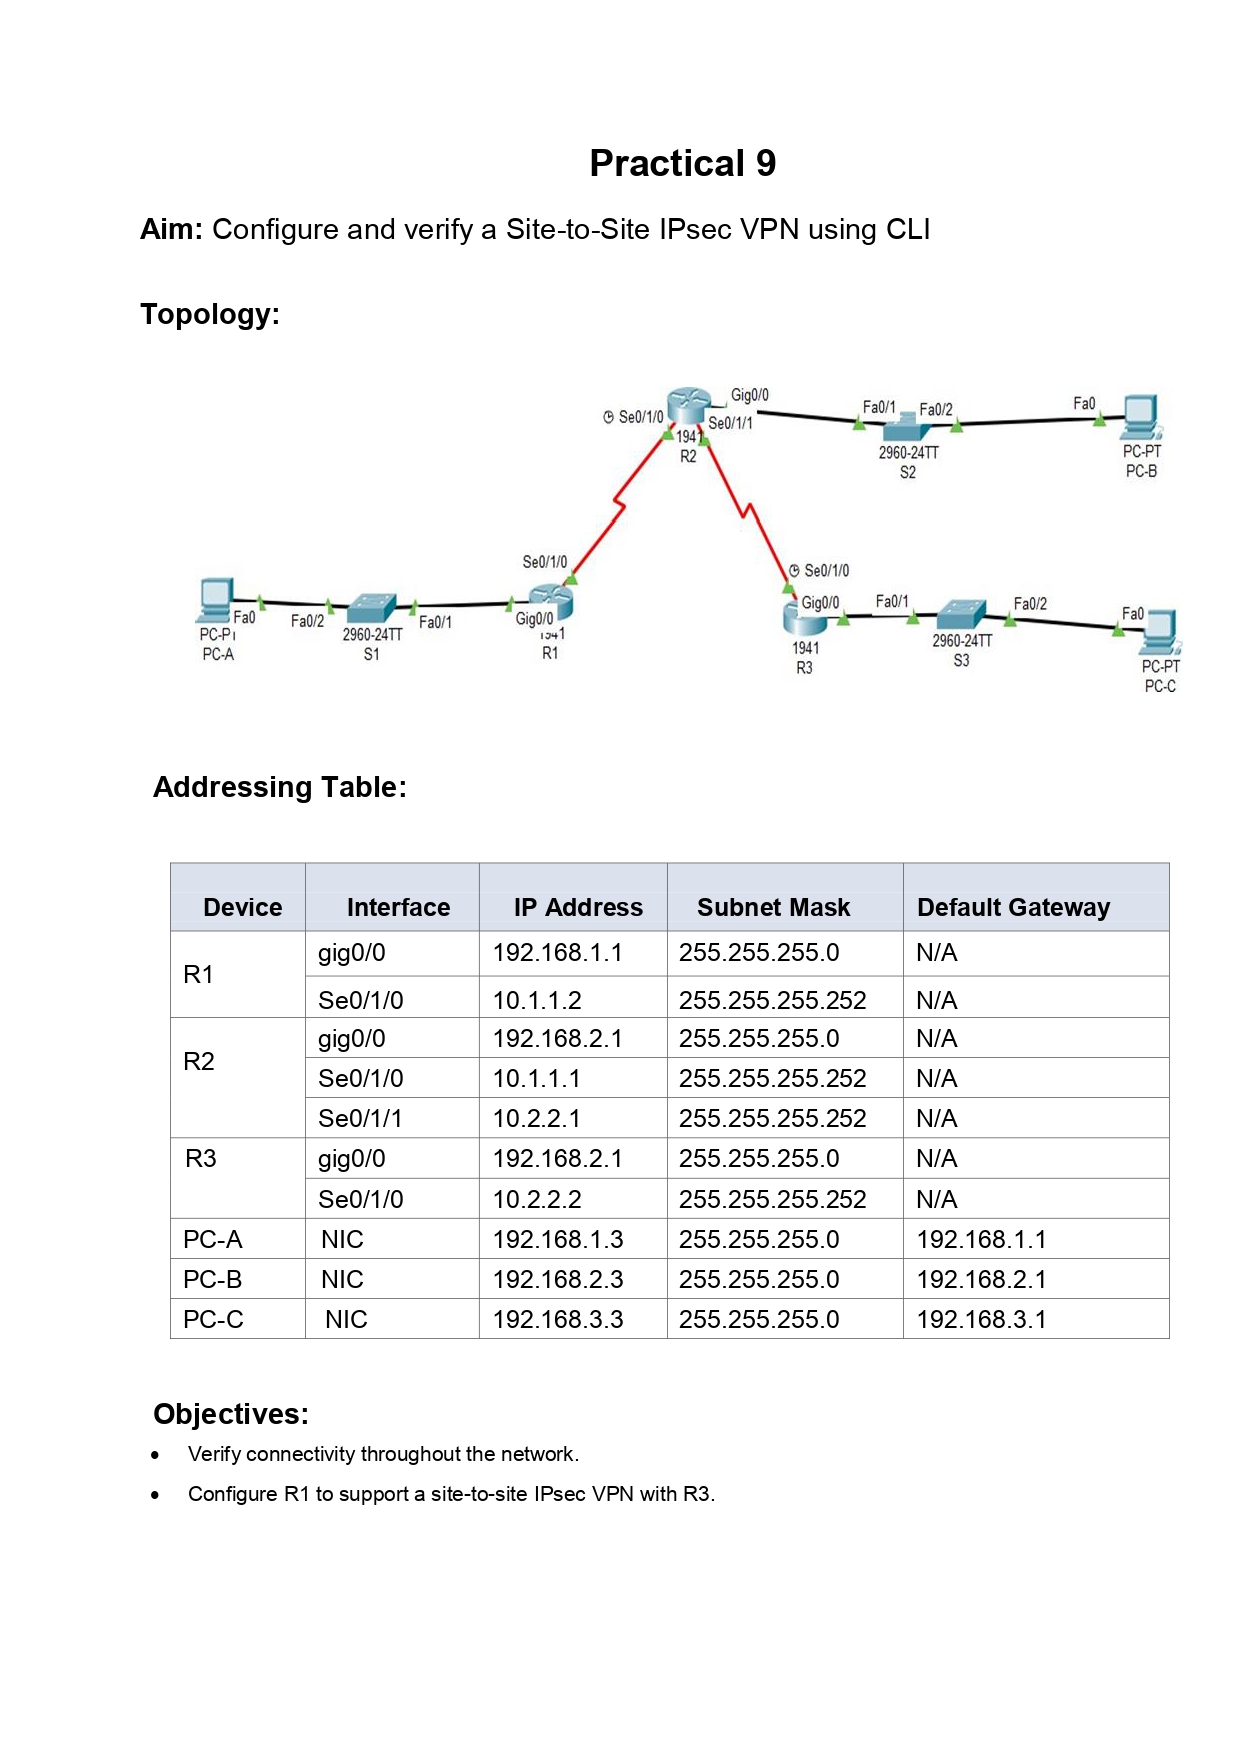 Practical 9
Aim: Configure and verify a Site-to-Site IPsec VPN using CLI
Topology:
Gig0/0
Se0/1/0
Se0/1/1
1941
R2
Fa0/1
Fa0/2
2960-24TT
S2
Fa0
PC-PT
PC-B
Se0/1/0
Fa0
PC-PT
PC-A
Fa0/2
2960-24TT
S1
Fa0/1
Gig0/0
1941
R1
Se0/1/0
Gig0/0
1941
R3
Fa0/1
2960-24TT
S3
Fa0/2
Fa0
PC-PT
PC-C
Addressing Table:
Device Interface IP Address Subnet Mask Default Gateway
R1 gig0/0 192.168.1.1 255.255.255.0 N/A
Se0/1/0 10.1.1.2 255.255.255.252 N/A
R2 gig0/0 192.168.2.1 255.255.255.0 N/A
Se0/1/0 10.1.1.1 255.255.255.252 N/A
Se0/1/1 10.2.2.1 255.255.255.252 N/A
R3 gig0/0 192.168.2.1 255.255.255.0 N/A
Se0/1/0 10.2.2.2 255.255.255.252 N/A
PC-A NIC 192.168.1.3 255.255.255.0 192.168.1.1
PC-B NIC 192.168.2.3 255.255.255.0 192.168.2.1
PC-C NIC 192.168.3.3 255.255.255.0 192.168.3.1
Objectives:
• Verify connectivity throughout the network.
• Configure R1 to support a site-to-site IPsec VPN with R3.